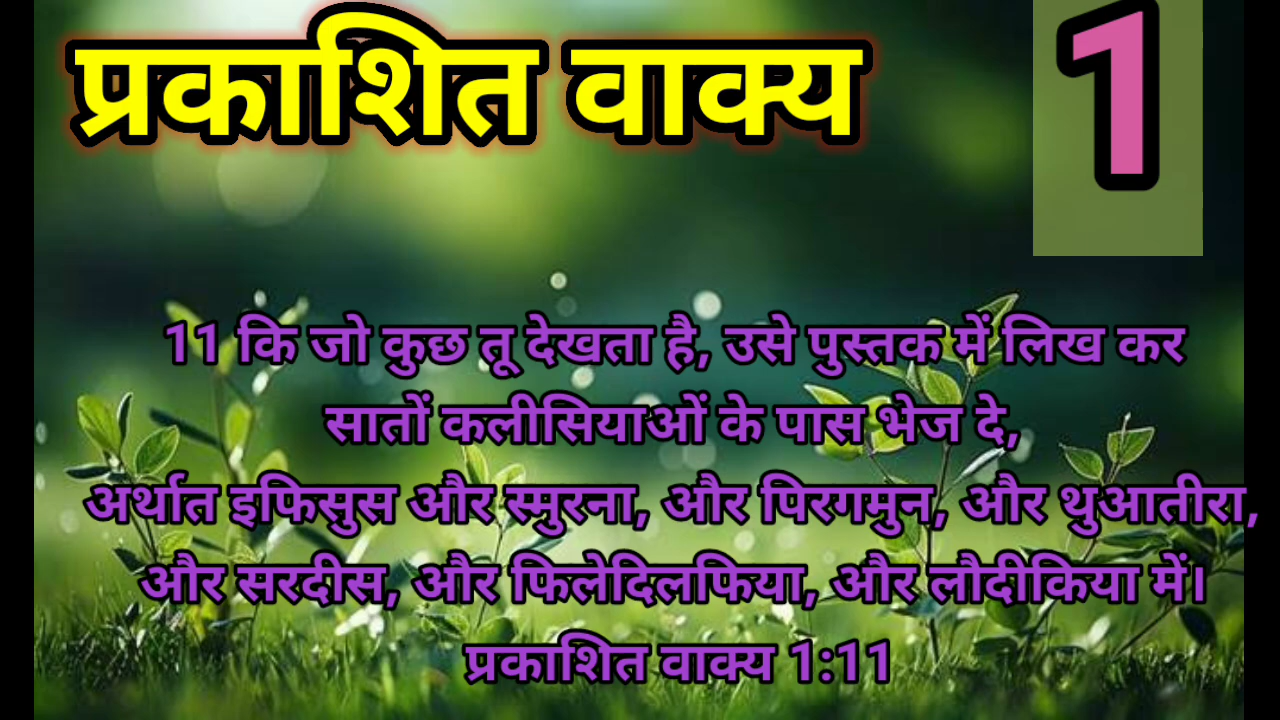 प्रकाशित वाक्य 1
11 कि जो कुछ तू देखता है, उसे पुस्तक में लिख कर
सातों कलीसियाओं के पास भेज दे,
अर्थात इफिसुस और स्मुरना, और पिरगमुन, और थुआतीरा,
और सरदीस, और फिलेदिलफिया, और लौदीकिया में।
प्रकाशित वाक्य 1:11